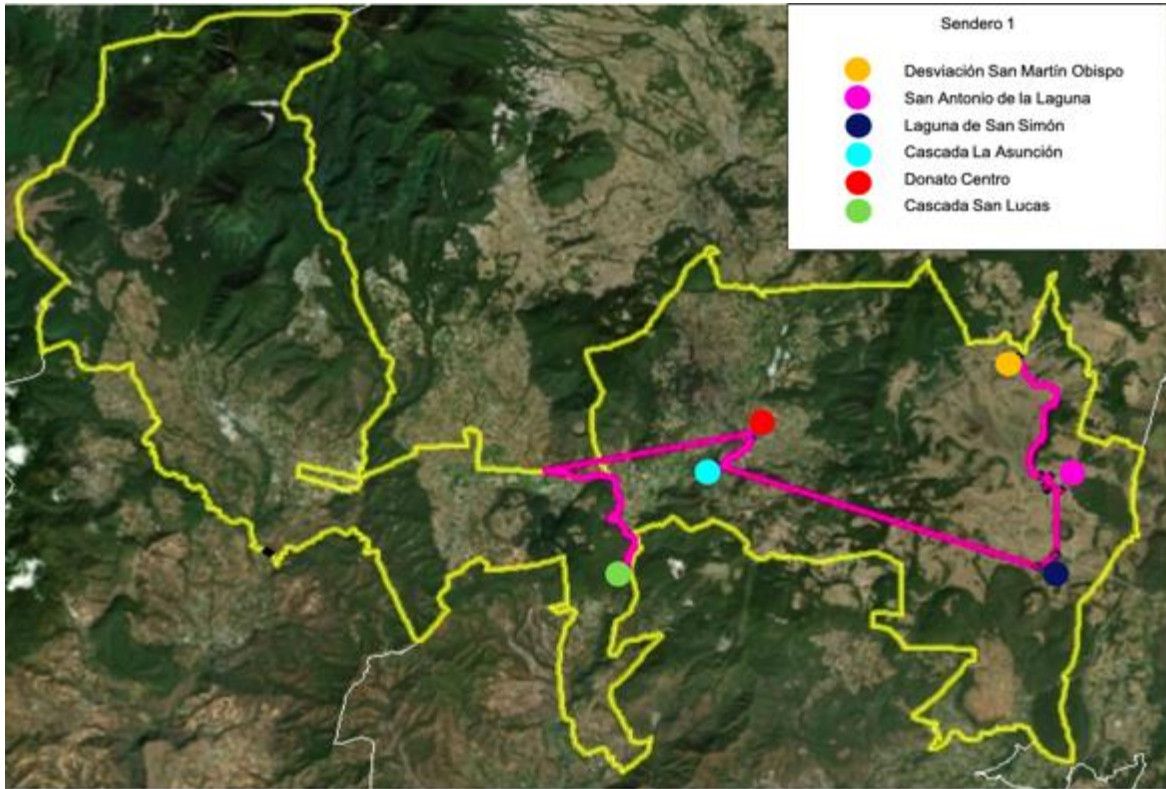 Sendero 1
Desviación San Martín Obispo
San Antonio de la Laguna
Laguna de San Simón
Cascada La Asunción
Donato Centro
Cascada San Lucas